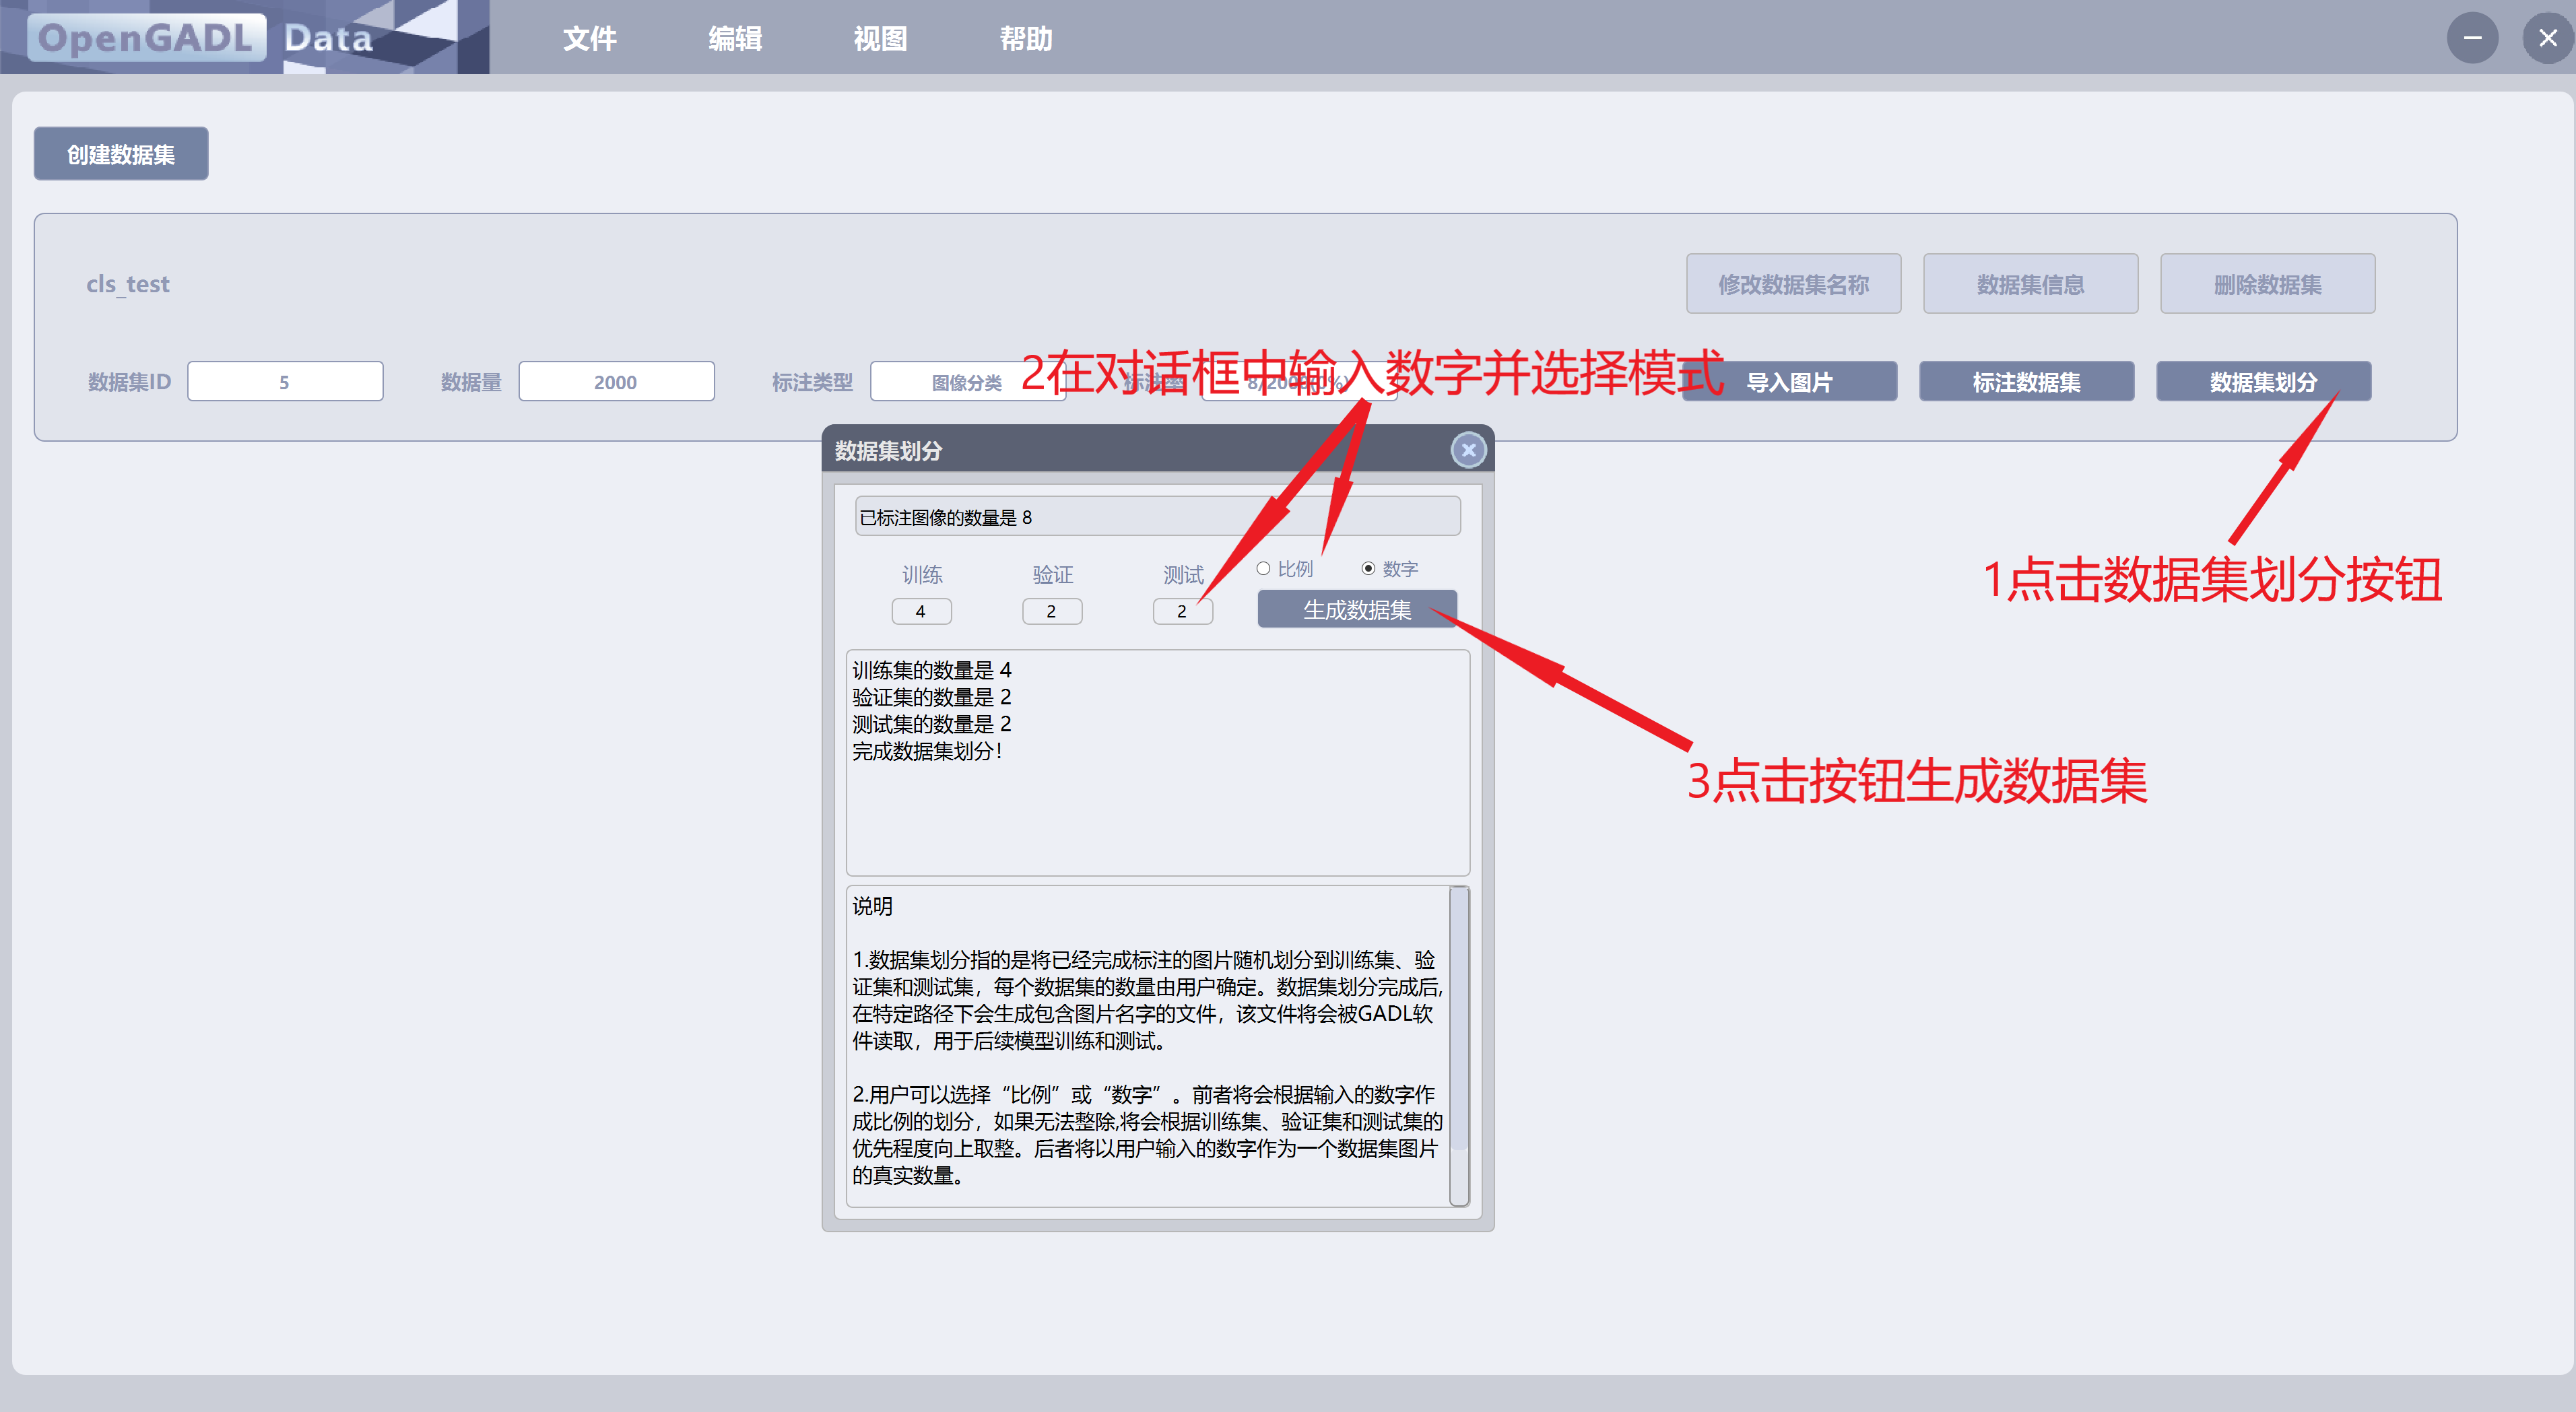 OpenGADL Data 文件 编辑 视图 帮助
创建数据集
cls_test 修改数据集名称 数据集信息 删除数据集
数据集ID 5 数据量 2000 标注类型 图像分类 标注率 8/2000(0%) 导入图片 标注数据集 数据集划分
2在对话框中输入数字并选择模式
1点击数据集划分按钮
数据集划分
已标注图像的数量是 8
训练 验证 测试 比例 数字
4 2 2 生成数据集
3点击按钮生成数据集
训练集的数量是 4
验证集的数量是 2
测试集的数量是 2
完成数据集划分！
说明
1.数据集划分指的是将已经完成标注的图片随机划分到训练集、验
证集和测试集，每个数据集的数量由用户确定。数据集划分完成后，
在特定路径下会生成包含图片名字的文件，该文件将会被GADL软
件读取，用于后续模型训练和测试。
2.用户可以选择“比例”或“数字”。前者将会根据输入的数字作
成比例的划分，如果无法整除,将会根据训练集、验证集和测试集的
优先程度向上取整。后者将以用户输入的数字作为一个数据集图片
的真实数量。